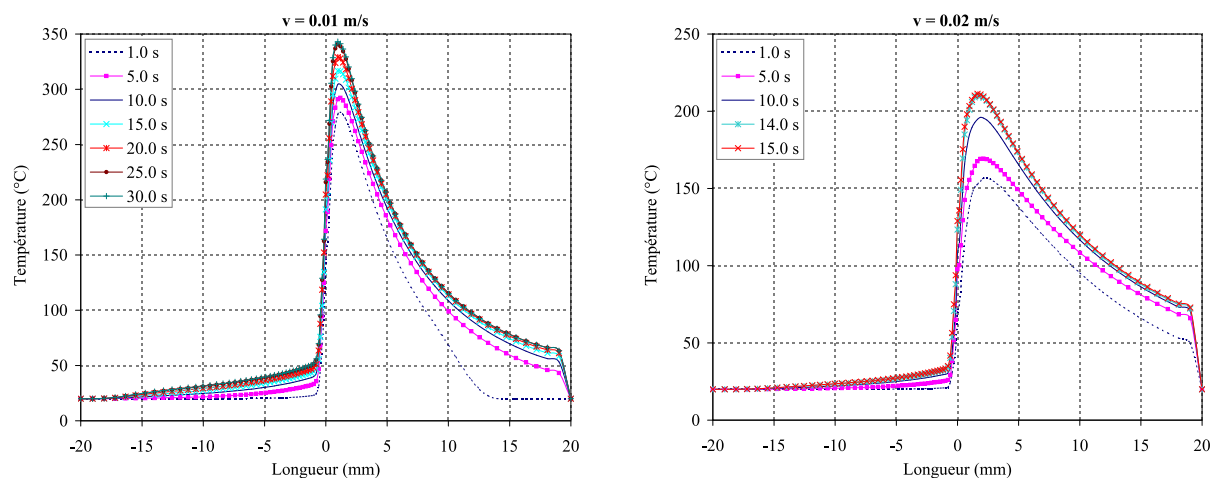 v = 0.01 m/s
350
300
250
200
150
100
50
0
Température (°C)
1.0 s
5.0 s
10.0 s
15.0 s
20.0 s
25.0 s
30.0 s
-20 -15 -10 -5 0 5 10 15 20
Longueur (mm)
v = 0.02 m/s
250
200
150
100
50
0
Température (°C)
1.0 s
5.0 s
10.0 s
14.0 s
15.0 s
-20 -15 -10 -5 0 5 10 15 20
Longueur (mm)